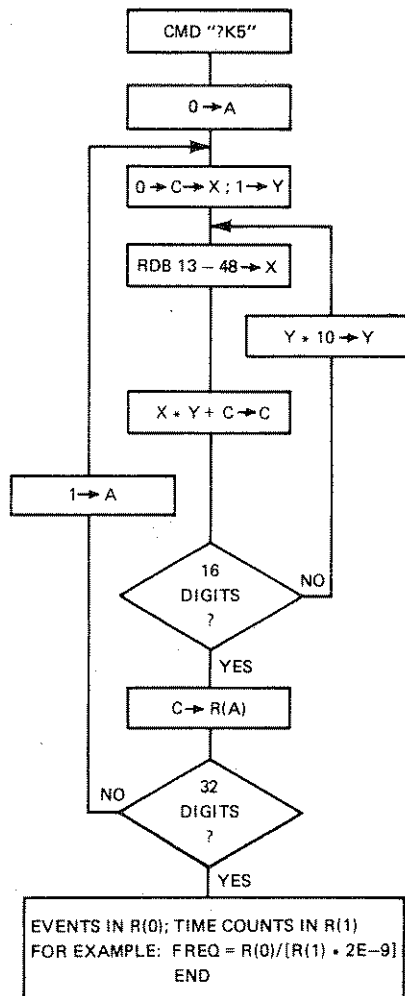 CMD "?K5"
0 → A
0 → C → X ; 1 → Y
RDB 13 – 48 → X
Y * 10 → Y
X * Y + C → C
1 → A
16
DIGITS
?
NO
YES
C → R(A)
NO
32
DIGITS
?
YES
EVENTS IN R(0); TIME COUNTS IN R(1)
FOR EXAMPLE: FREQ = R(0)/[R(1) * 2E–9]
END